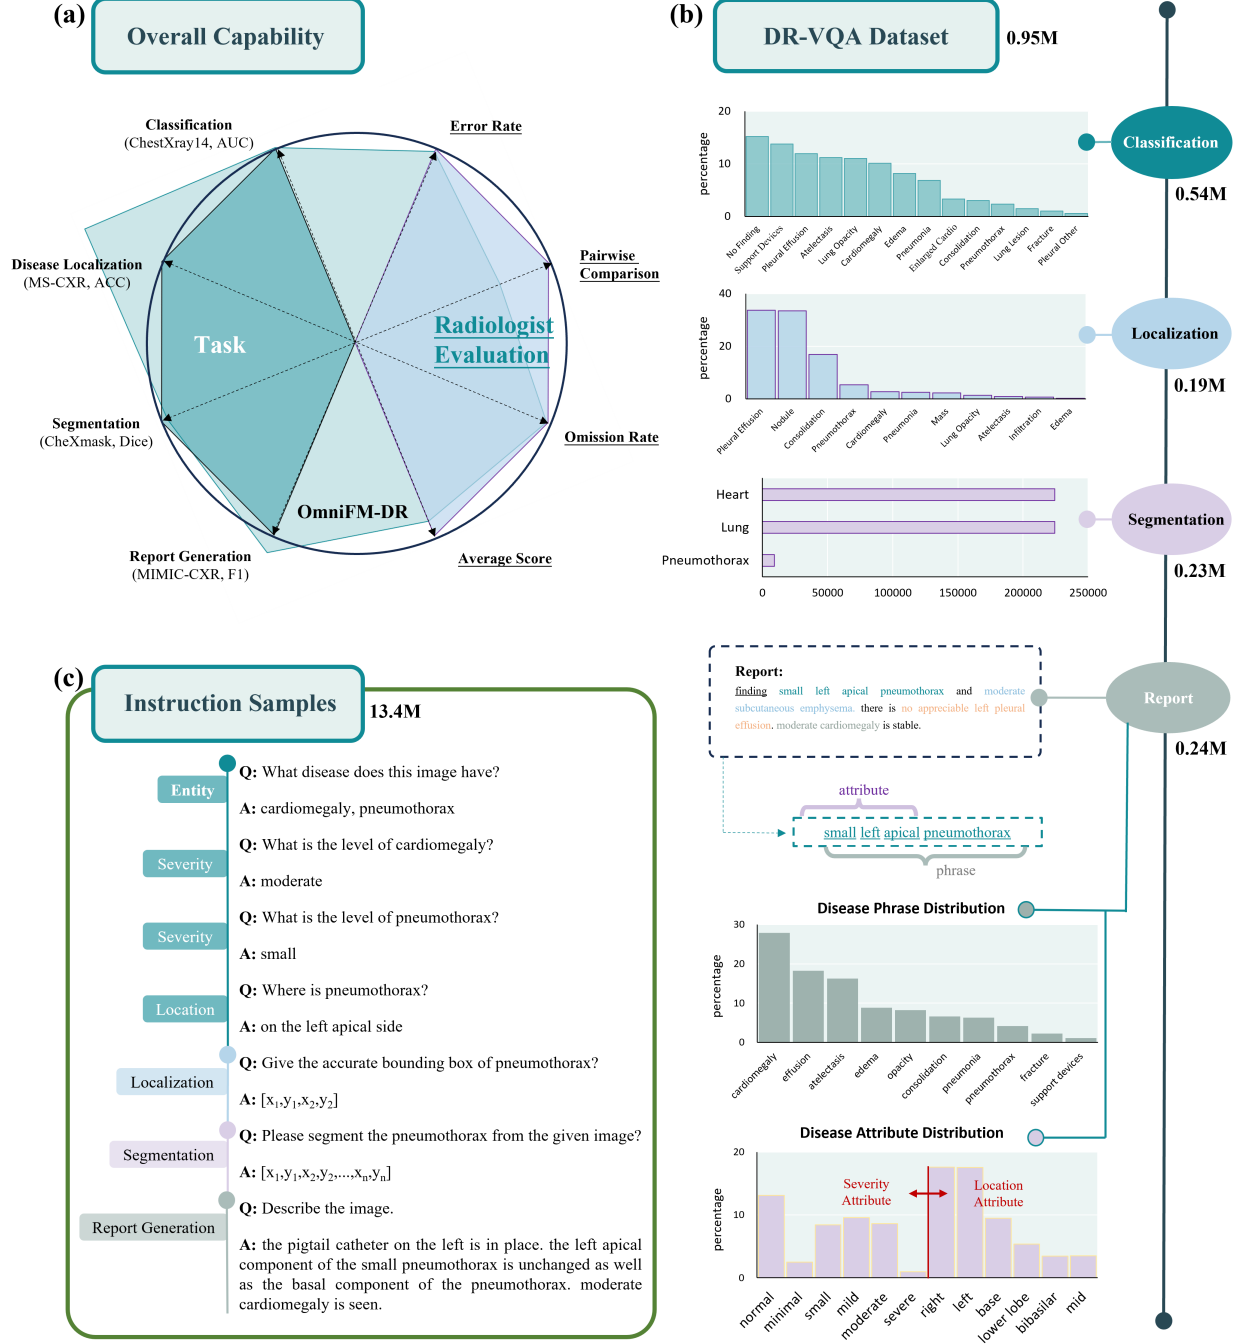 (a)
Overall Capability
Classification
(ChestXray14, AUC)
Error Rate
Disease Localization
(MS-CXR, ACC)
Pairwise
Comparison
Task
Radiologist
Evaluation
Segmentation
(CheXmask, Dice)
Omission Rate
OmniFM-DR
Report Generation
(MIMIC-CXR, F1)
Average Score
(b)
DR-VQA Dataset
0.95M
Classification
0.54M
percentage
20
10
0
No Finding
Support Devices
Pleural Effusion
Atelectasis
Lung Opacity
Cardiomegaly
Edema
Pneumonia
Enlarged Cardio
Consolidation
Pneumothorax
Lung Lesion
Fracture
Pleural Other
Localization
0.19M
percentage
40
20
0
Pleural Effusion
Nodule
Consolidation
Pneumothorax
Cardiomegaly
Pneumonia
Mass
Lung Opacity
Atelectasis
Infiltration
Edema
Segmentation
0.23M
Heart
Lung
Pneumothorax
0
50000
100000
150000
200000
250000
Report
0.24M
Report:
finding small left apical pneumothorax and moderate
subcutaneous emphysema. there is no appreciable left pleural
effusion. moderate cardiomegaly is stable.
attribute
small left apical pneumothorax
phrase
Disease Phrase Distribution
percentage
30
20
10
0
cardiomegaly
effusion
atelectasis
edema
opacity
consolidation
pneumonia
pneumothorax
fracture
support devices
Disease Attribute Distribution
percentage
20
10
0
Severity
Attribute
Location
Attribute
normal
minimal
small
mild
moderate
severe
right
left
base
lower lobe
bibasilar
mid
(c)
Instruction Samples
13.4M
Entity
Q: What disease does this image have?
A: cardiomegaly, pneumothorax
Severity
Q: What is the level of cardiomegaly?
A: moderate
Severity
Q: What is the level of pneumothorax?
A: small
Location
Q: Where is pneumothorax?
A: on the left apical side
Localization
Q: Give the accurate bounding box of pneumothorax?
A: [x₁,y₁,x₂,y₂]
Segmentation
Q: Please segment the pneumothorax from the given image?
A: [x₁,y₁,x₂,y₂,...,xₙ,yₙ]
Report Generation
Q: Describe the image.
A: the pigtail catheter on the left is in place. the left apical
component of the small pneumothorax is unchanged as well
as the basal component of the pneumothorax. moderate
cardiomegaly is seen.